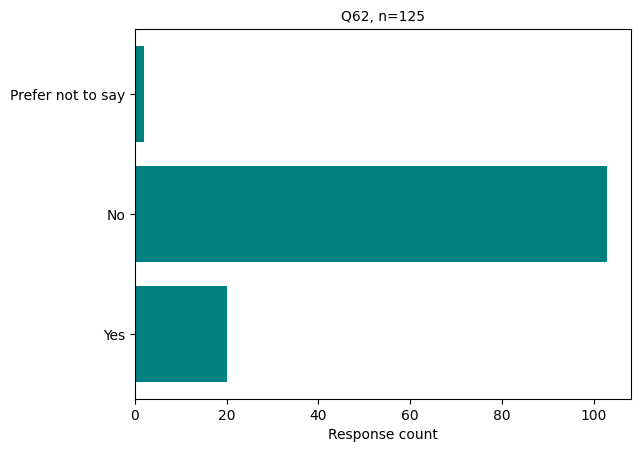 Q62, n=125
Prefer not to say
No
Yes
0 20 40 60 80 100
Response count